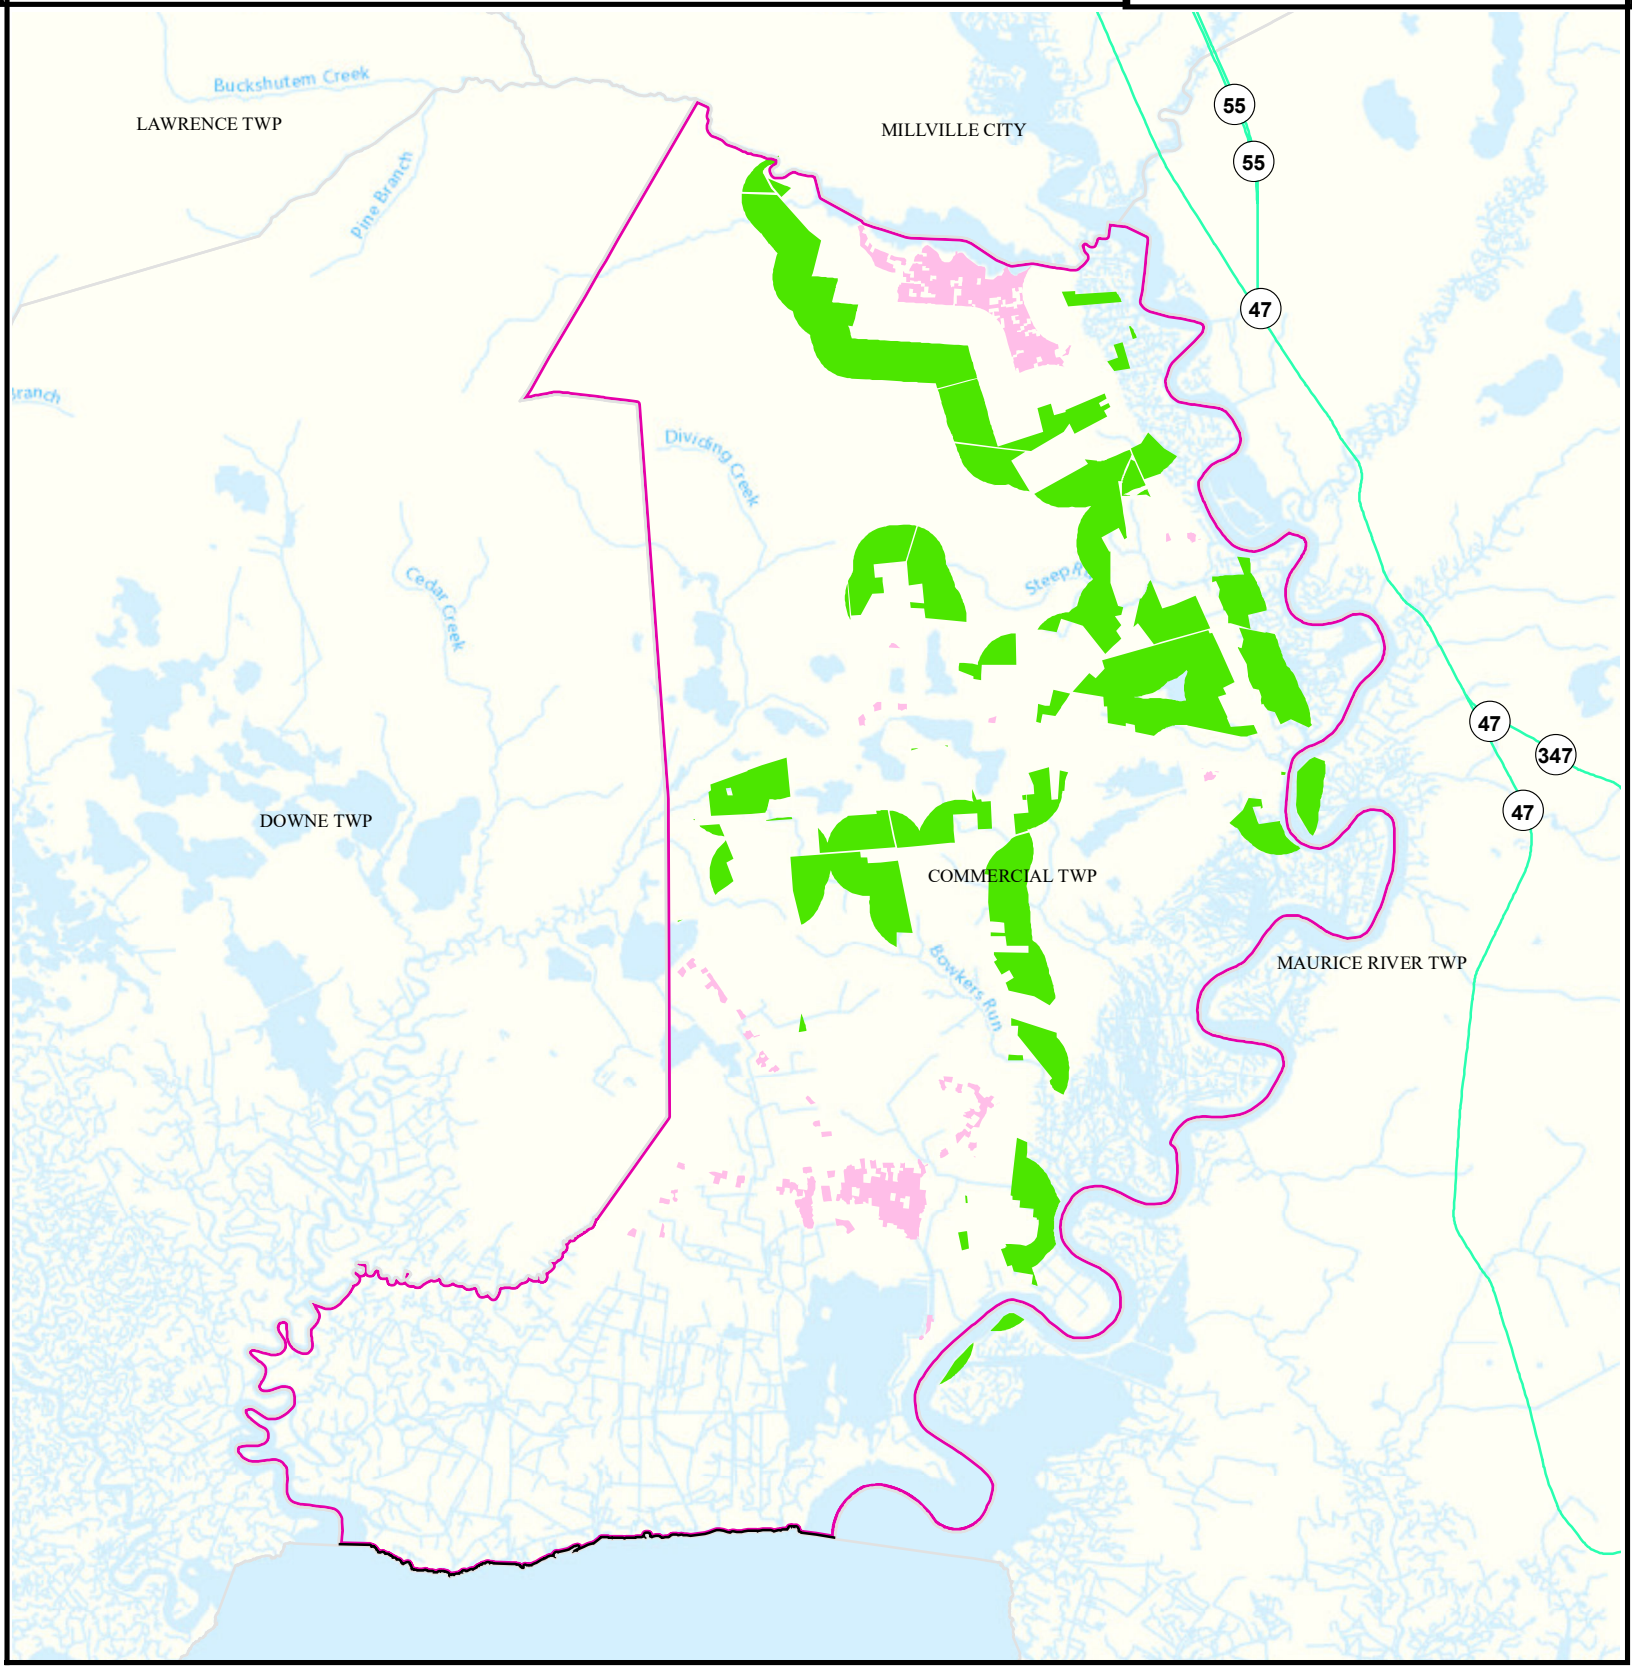 Buckshutem Creek
LAWRENCE TWP
MILLVILLE CITY
55
55
Pine Branch
47
Branch
Dividing Creek
Cedar Creek
Steep
47
347
47
DOWNE TWP
COMMERCIAL TWP
Bowkers Run
MAURICE RIVER TWP